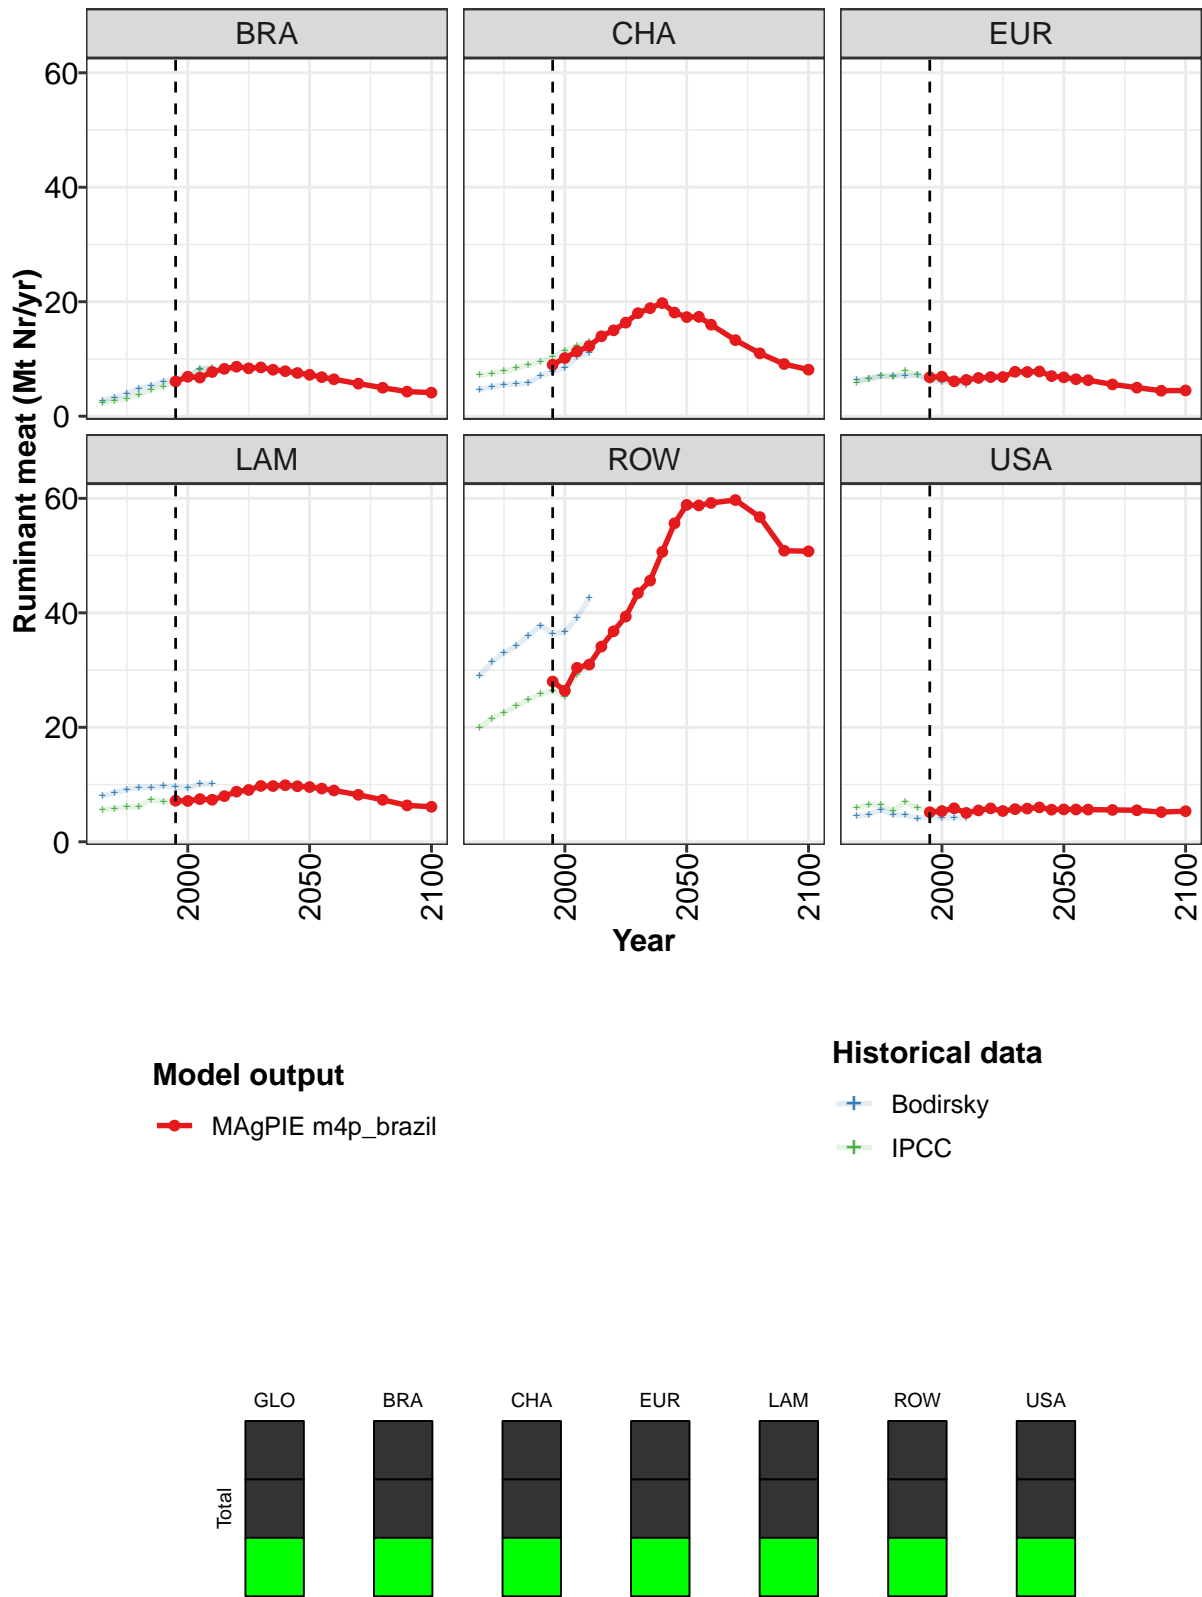 BRA CHA EUR
60
40
20
0
LAM ROW USA
60
40
20
0
Ruminant meat (Mt Nr/yr)
2000 2050 2100 2000 2050 2100 2000 2050 2100
Year
Model output
MAgPIE m4p_brazil
Historical data
Bodirsky
IPCC
GLO BRA CHA EUR LAM ROW USA
Total